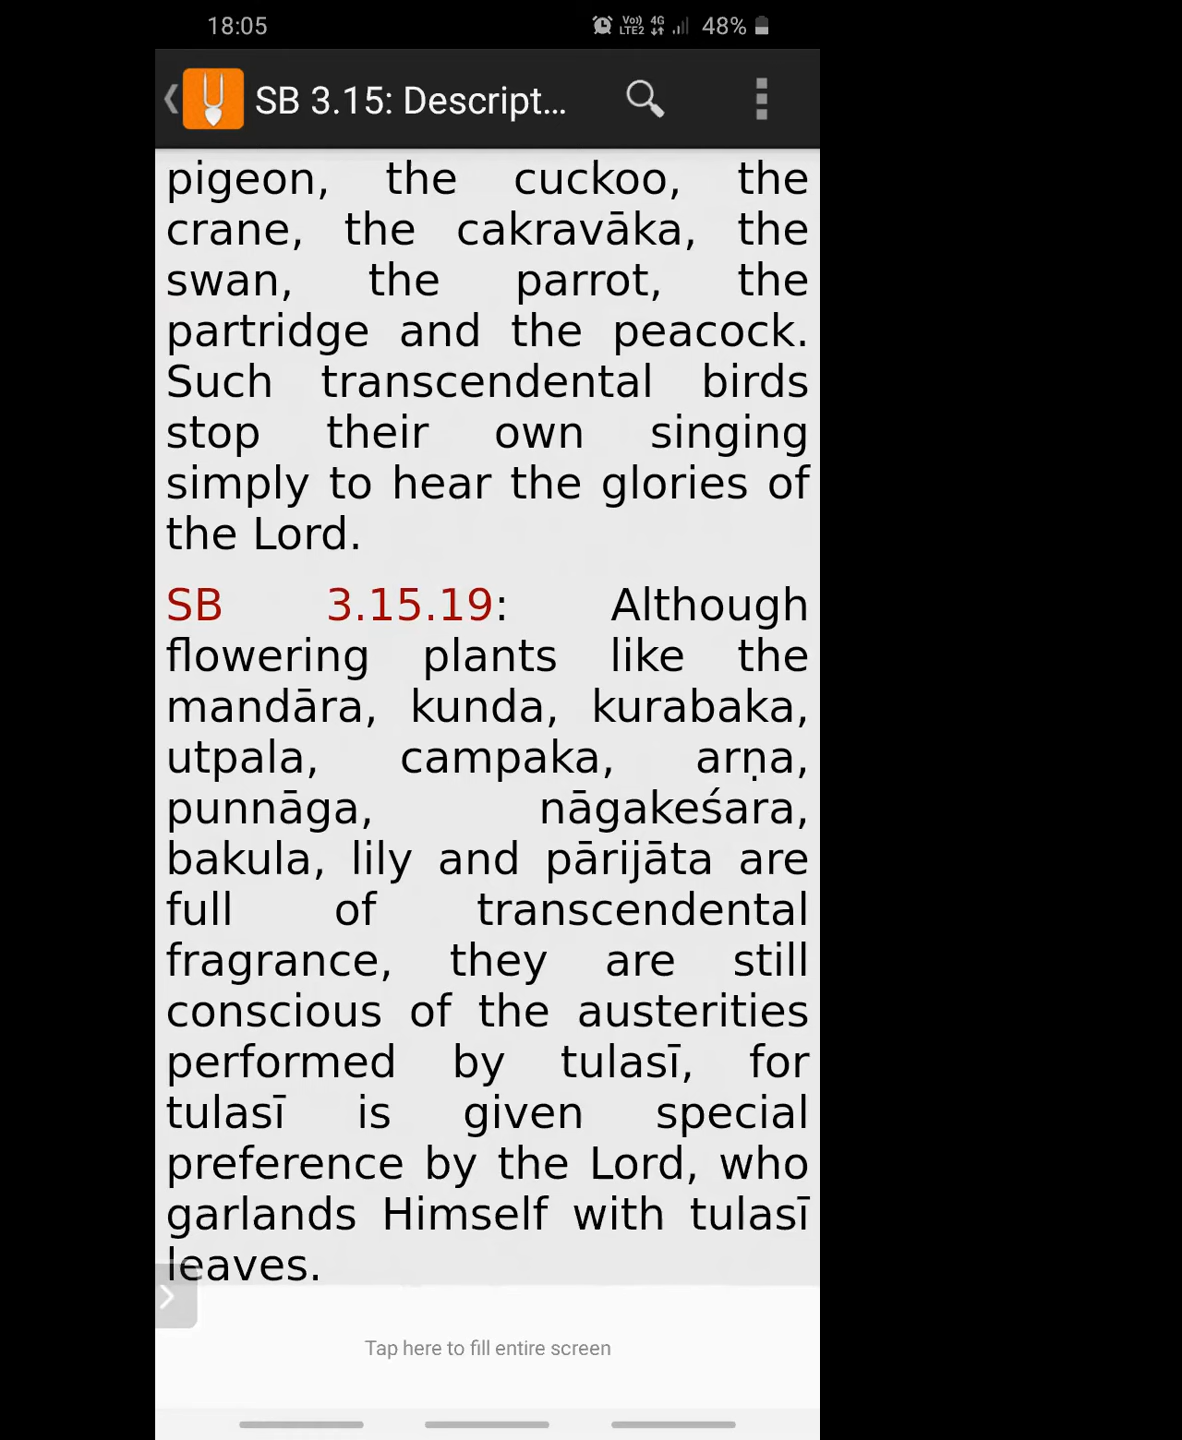 18:05
Vo)) 4G
LTE2
48%
SB 3.15: Descript...
pigeon, the cuckoo, the
crane, the cakravāka, the
swan, the parrot, the
partridge and the peacock.
Such transcendental birds
stop their own singing
simply to hear the glories of
the Lord.
SB 3.15.19: Although
flowering plants like the
mandāra, kunda, kurabaka,
utpala, campaka, arṇa,
punnāga, nāgakeśara,
bakula, lily and pārijāta are
full of transcendental
fragrance, they are still
conscious of the austerities
performed by tulasī, for
tulasī is given special
preference by the Lord, who
garlands Himself with tulasī
leaves.
Tap here to fill entire screen